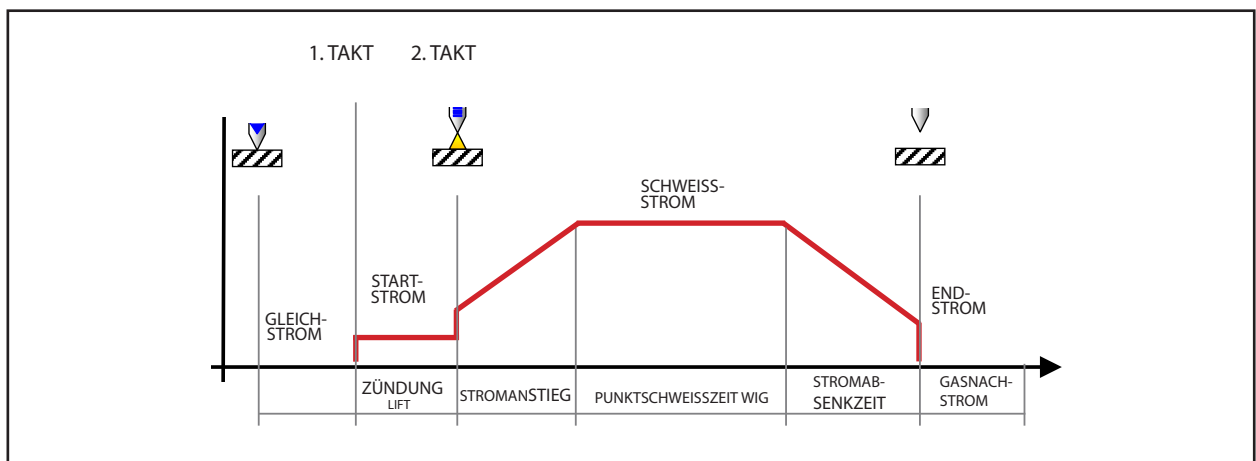 1. TAKT 2. TAKT
SCHWEISS-
STROM
START-
STROM
END-
STROM
GLEICH-
STROM
ZÜNDUNG
LIFT
STROMANSTIEG
PUNKTSCHWEISSZEIT WIG
STROMAB-
SENKZEIT
GASNACH-
STROM